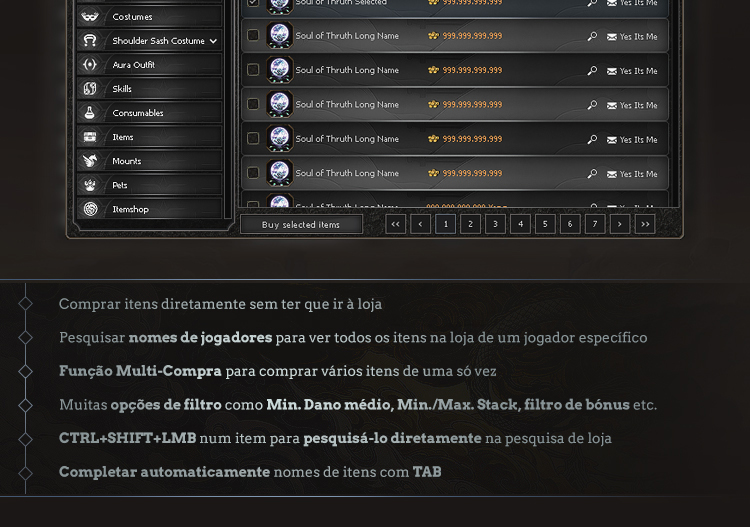 Costumes
Soul of Thruth Selected 999.999.999.999 Yes Its Me
Shoulder Sash Costume
Soul of Thruth Long Name 999.999.999.999 Yes Its Me
Aura Outfit
Soul of Thruth Long Name 999.999.999.999 Yes Its Me
Skills
Soul of Thruth Long Name 999.999.999.999 Yes Its Me
Consumables
Items
Soul of Thruth Long Name 999.999.999.999 Yes Its Me
Mounts
Soul of Thruth Long Name 999.999.999.999 Yes Its Me
Pets
Itemshop
Buy selected items << < 1 2 3 4 5 6 7 > >>
Comprar itens diretamente sem ter que ir à loja
Pesquisar nomes de jogadores para ver todos os itens na loja de um jogador específico
Função Multi-Compra para comprar vários itens de uma só vez
Muitas opções de filtro como Min. Dano médio, Min./Max. Stack, filtro de bónus etc.
CTRL+SHIFT+LMB num item para pesquisá-lo diretamente na pesquisa de loja
Completar automaticamente nomes de itens com TAB